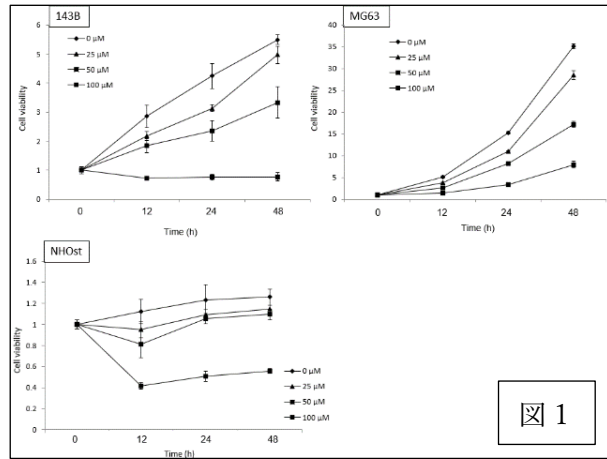 143B
0 μM
25 μM
50 μM
100 μM
Cell viability
6
5
4
3
2
1
0
0 12 24 48
Time (h)
MG63
0 μM
25 μM
50 μM
100 μM
Cell viability
40
35
30
25
20
15
10
5
0
0 12 24 48
Time (h)
NHOst
Cell viability
1.6
1.4
1.2
1
0.8
0.6
0.4
0.2
0
0 12 24 48
Time (h)
0 μM
25 μM
50 μM
100 μM
図 1